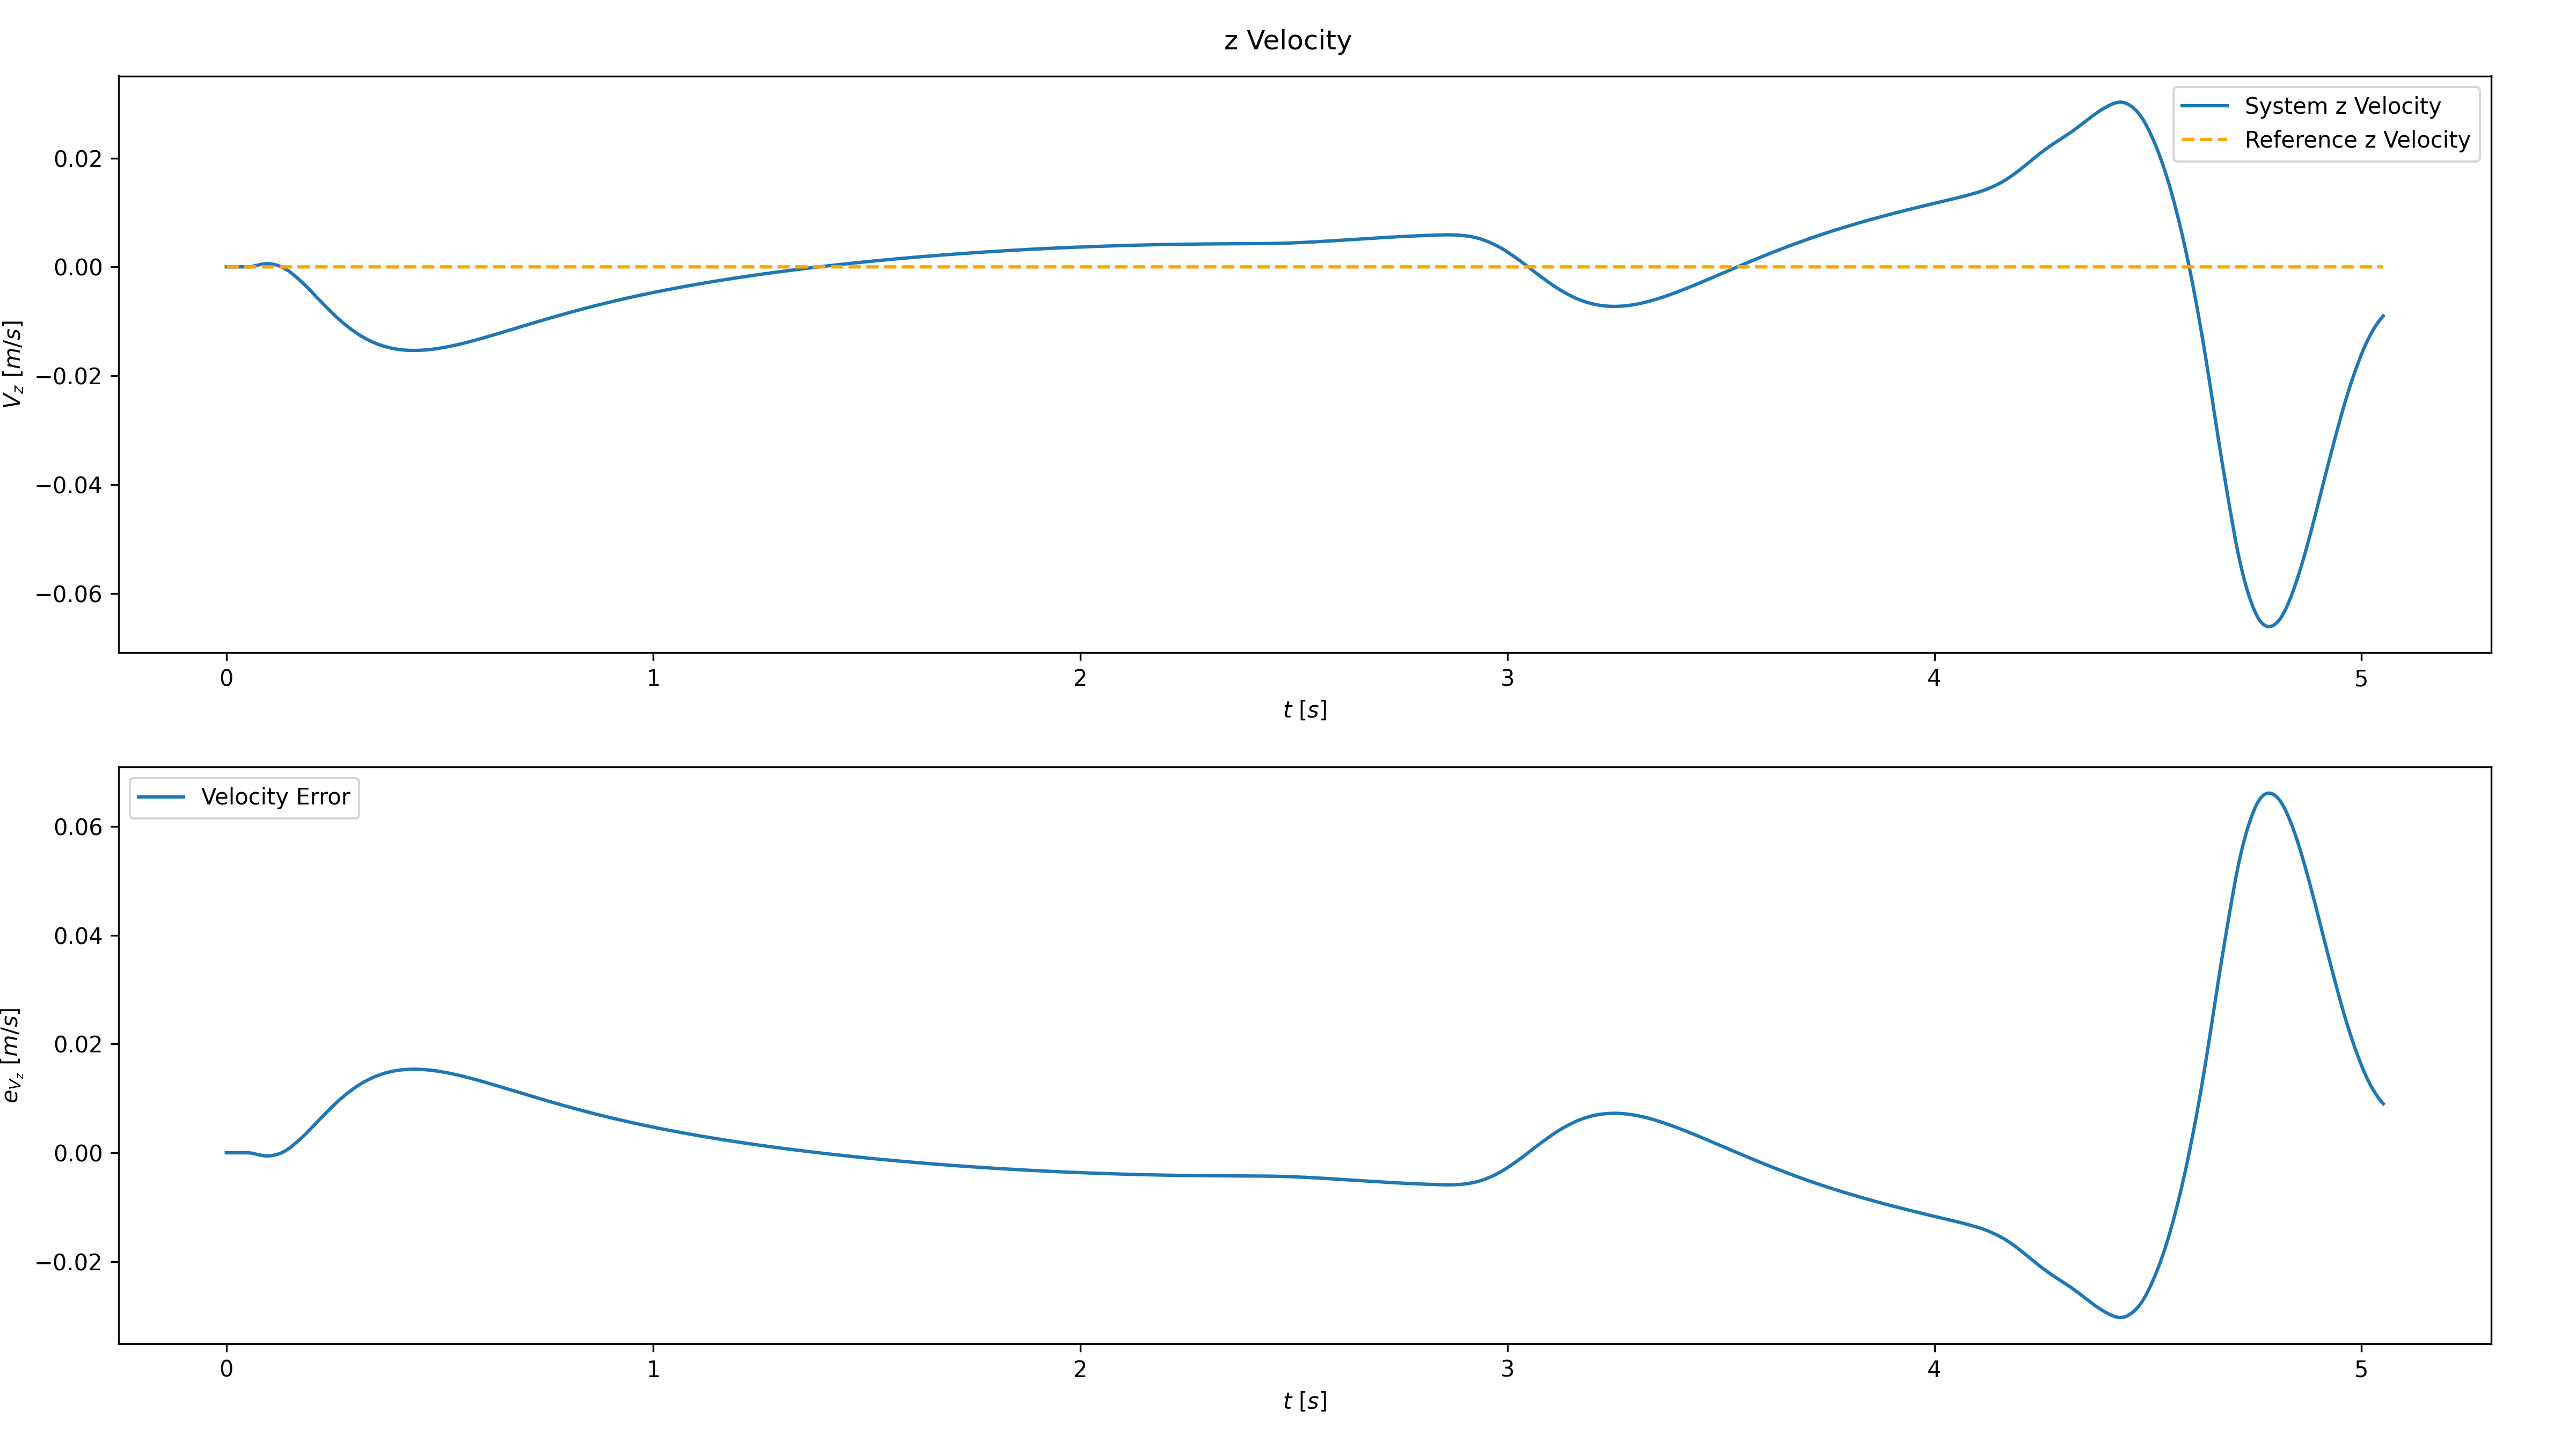 z Velocity
System z Velocity
Reference z Velocity
0.02
0.00
−0.02
−0.04
−0.06
V_z [m/s]
0 1 2 3 4 5
t [s]
Velocity Error
0.06
0.04
0.02
0.00
−0.02
e_{V_z} [m/s]
0 1 2 3 4 5
t [s]